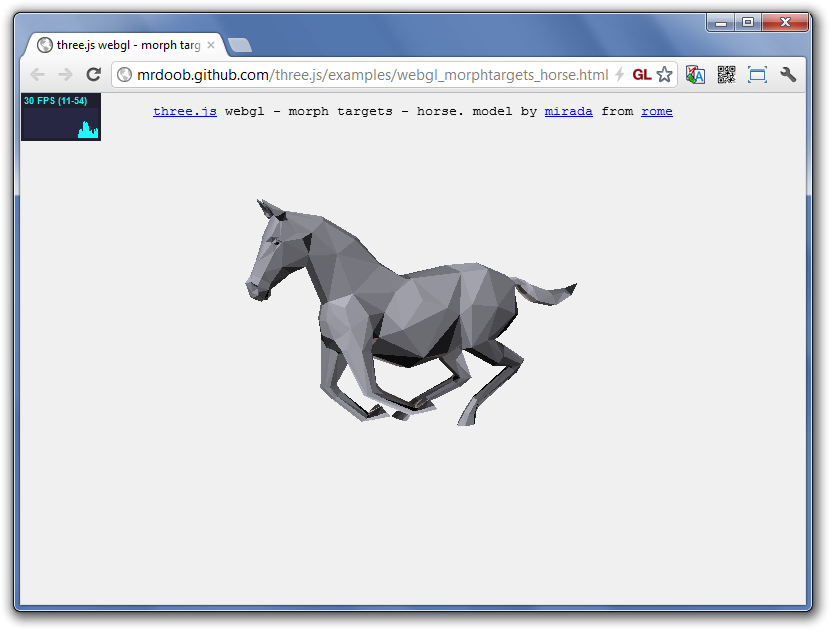 three.js webgl - morph targ
mrdoob.github.com/three.js/examples/webgl_morphtargets_horse.html GL
30 FPS (11-54)
three.js webgl - morph targets - horse. model by mirada from rome